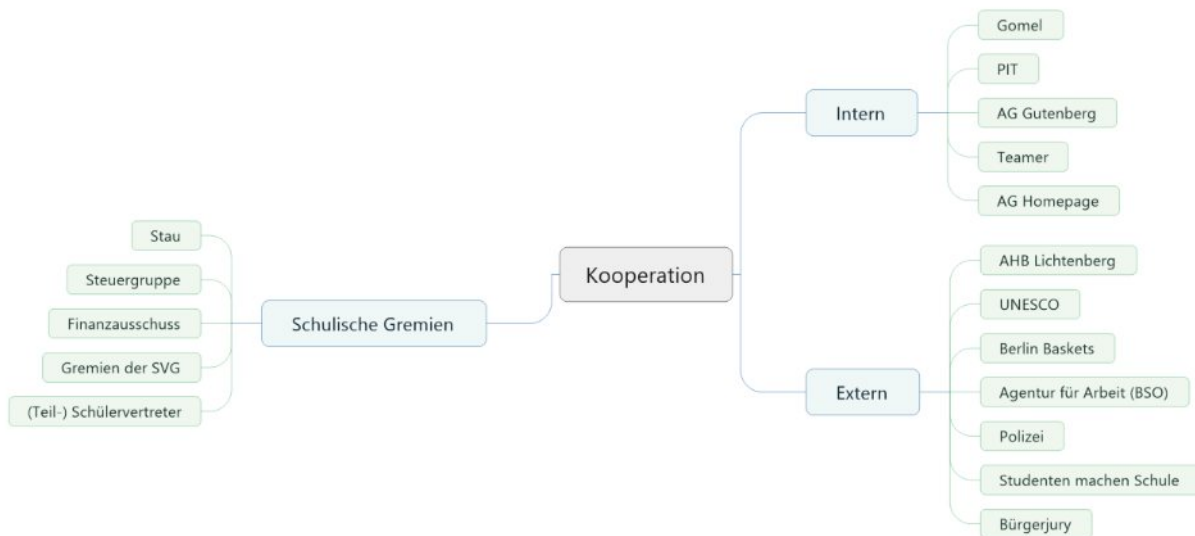 Kooperation
Intern
Gomel
PIT
AG Gutenberg
Teamer
AG Homepage
Extern
AHB Lichtenberg
UNESCO
Berlin Baskets
Agentur für Arbeit (BSO)
Polizei
Studenten machen Schule
Bürgerjury
Schulische Gremien
Stau
Steuergruppe
Finanzausschuss
Gremien der SVG
(Teil-) Schülervertreter